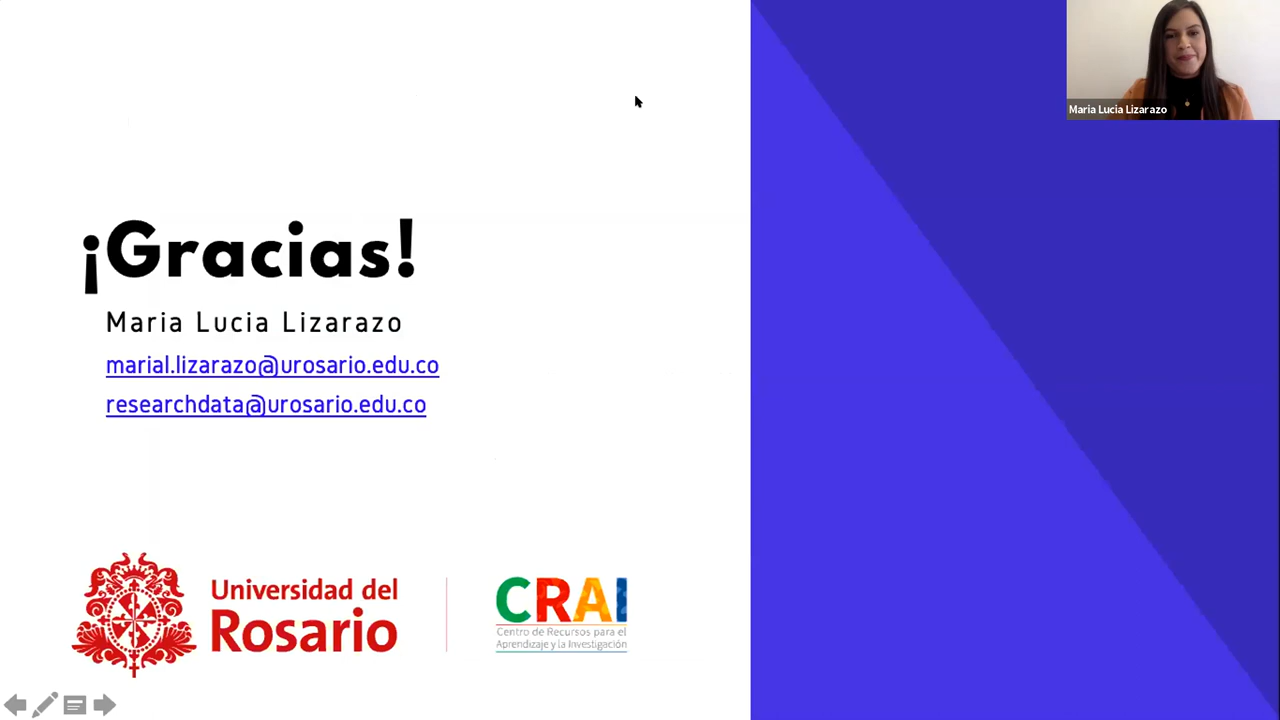 Maria Lucia Lizarazo
¡Gracias!
Maria Lucia Lizarazo
marial.lizarazo@urosario.edu.co
researchdata@urosario.edu.co
Universidad del
Rosario
CRAI
Centro de Recursos para el
Aprendizaje y la Investigación